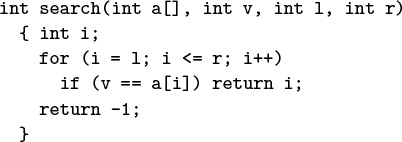 int search(int a[], int v, int l, int r)
  { int i;
    for (i = l; i <= r; i++)
      if (v == a[i]) return i;
    return -1;
  }